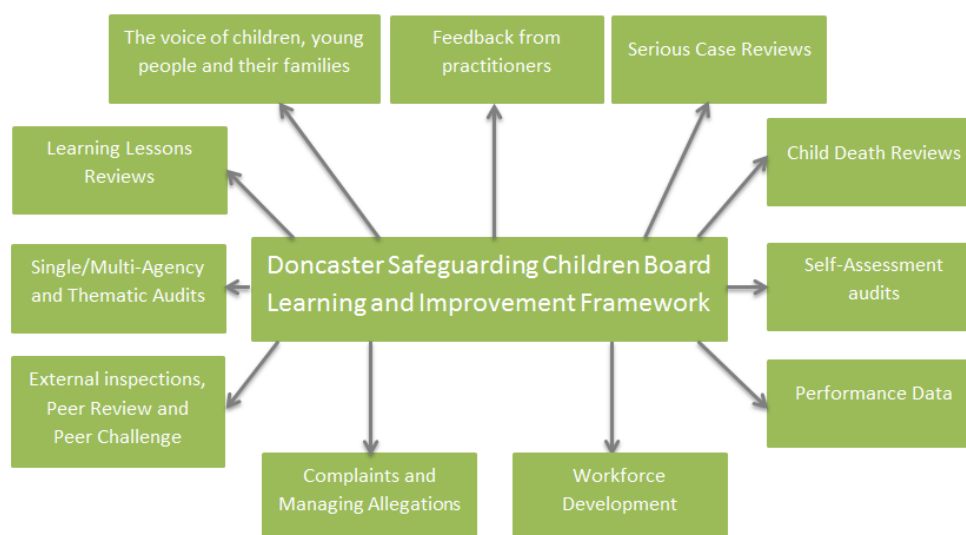 The voice of children, young
people and their families
Feedback from
practitioners
Serious Case Reviews
Learning Lessons
Reviews
Child Death Reviews
Doncaster Safeguarding Children Board
Learning and Improvement Framework
Single/Multi-Agency
and Thematic Audits
Self-Assessment
audits
External inspections,
Peer Review and
Peer Challenge
Performance Data
Complaints and
Managing Allegations
Workforce
Development